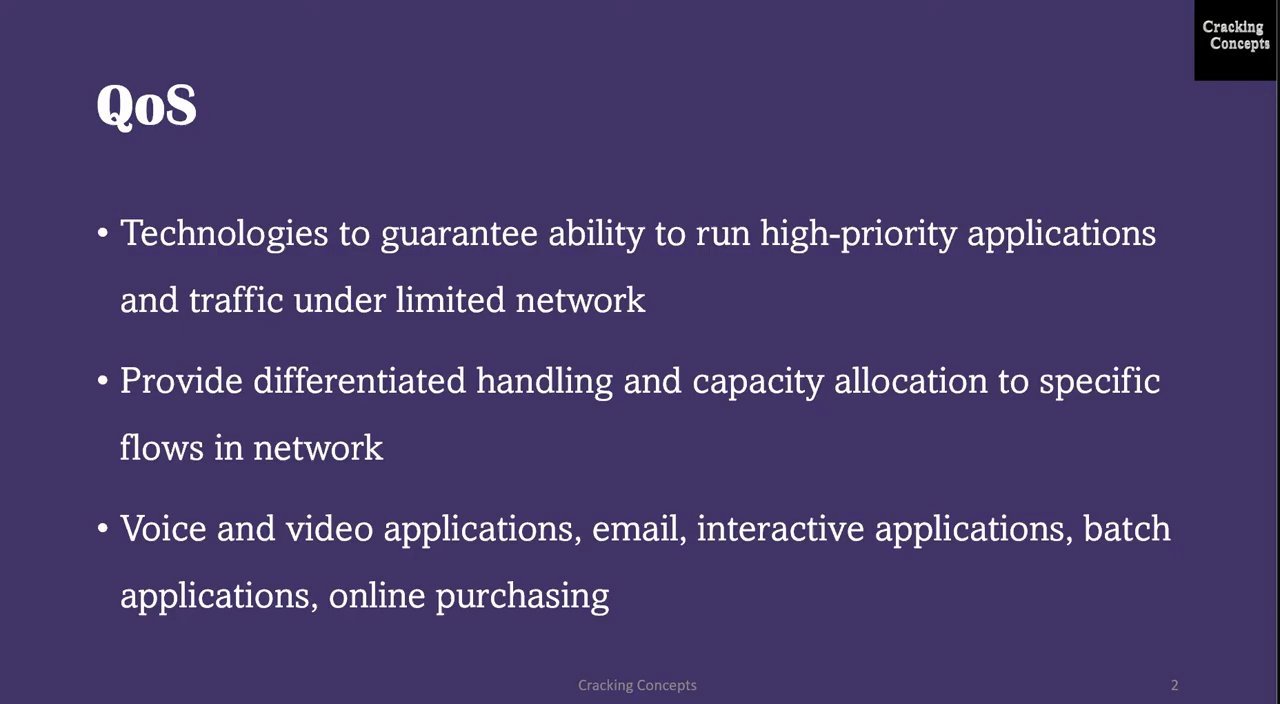 Cracking
Concepts
QoS
• Technologies to guarantee ability to run high-priority applications
and traffic under limited network
• Provide differentiated handling and capacity allocation to specific
flows in network
• Voice and video applications, email, interactive applications, batch
applications, online purchasing
Cracking Concepts
2